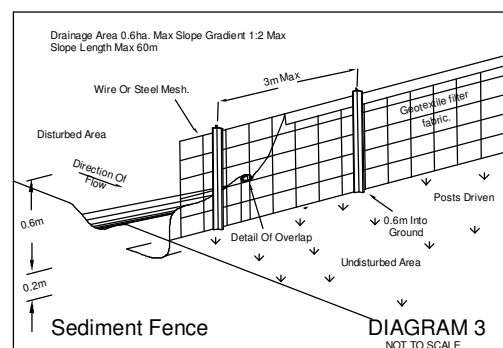 Drainage Area 0.6ha. Max Slope Gradient 1:2 Max
Slope Length Max 60m
3m Max
Wire Or Steel Mesh.
Geotextile filter
fabric.
Disturbed Area
Direction Of
Flow
Posts Driven
0.6m
0.6m Into
Ground
Detail Of Overlap
Undisturbed Area
0.2m
Sediment Fence
DIAGRAM 3
NOT TO SCALE